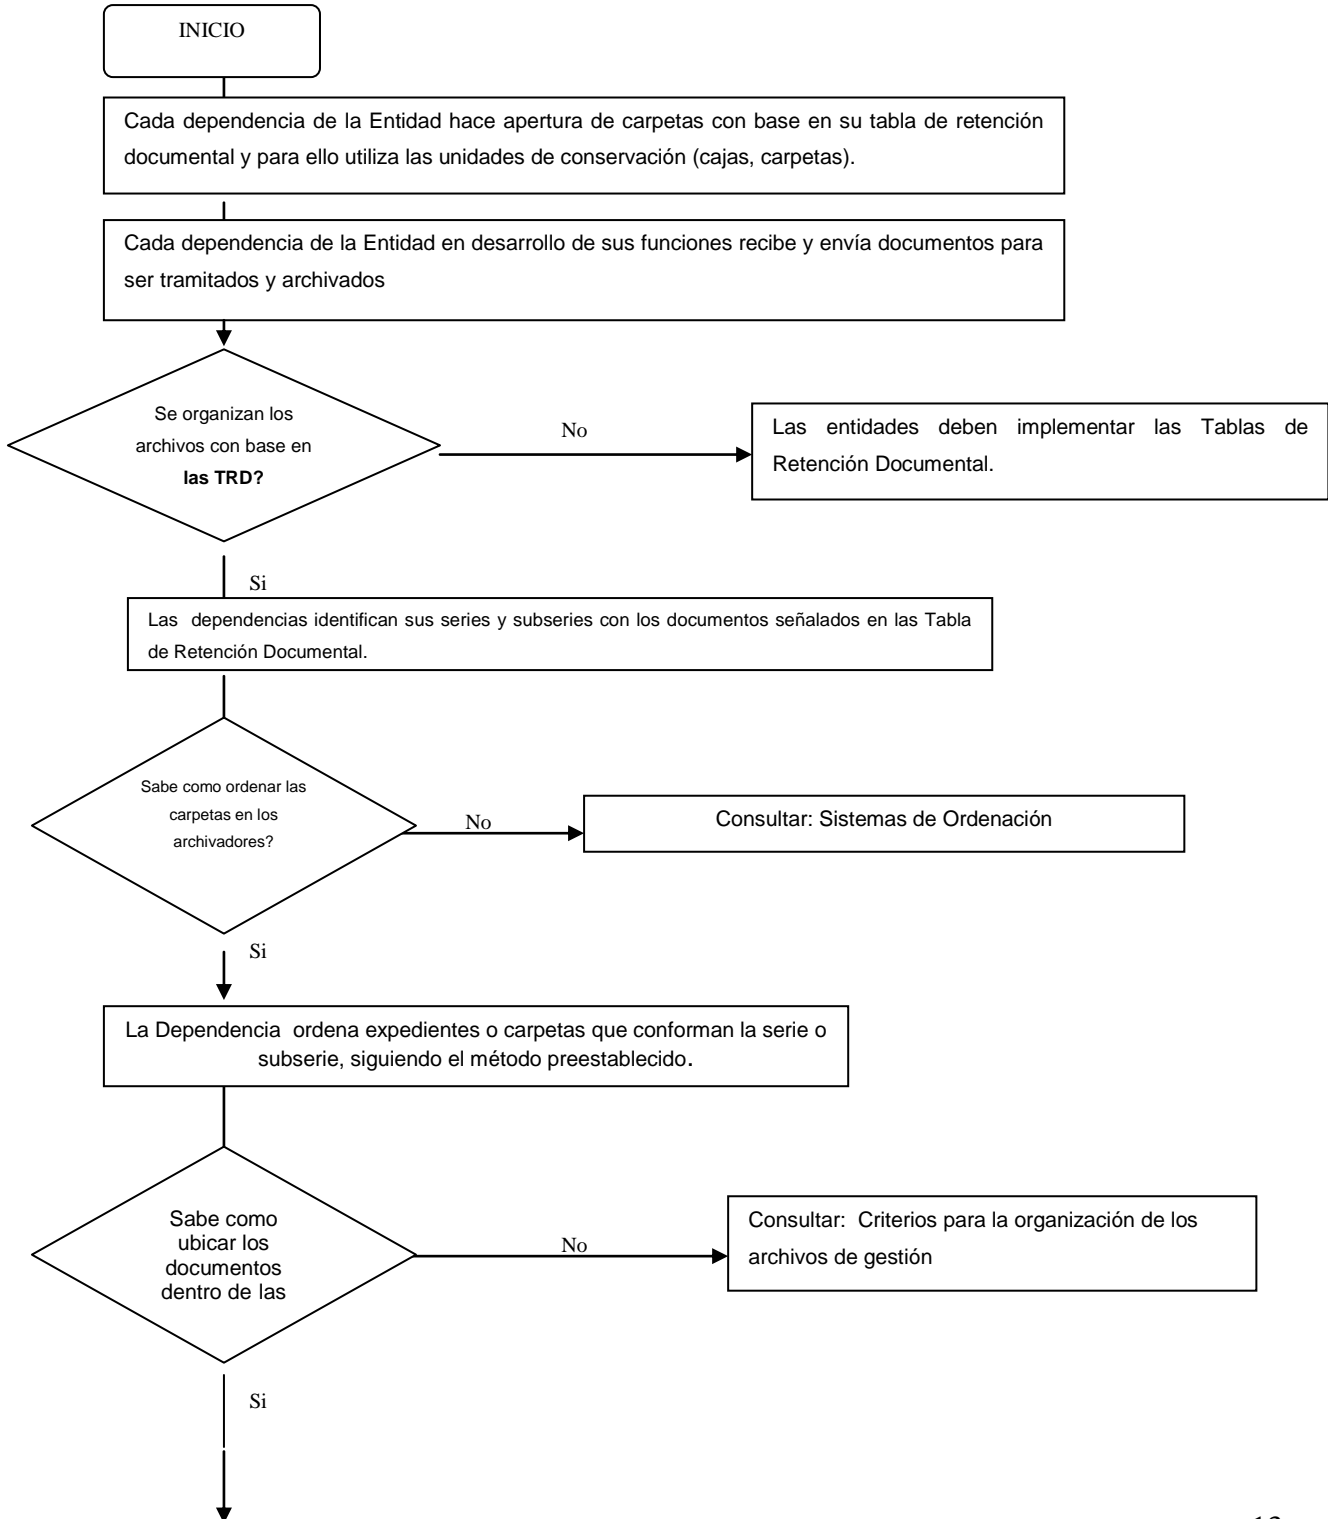 INICIO
Cada dependencia de la Entidad hace apertura de carpetas con base en su tabla de retención
documental y para ello utiliza las unidades de conservación (cajas, carpetas).
Cada dependencia de la Entidad en desarrollo de sus funciones recibe y envía documentos para
ser tramitados y archivados
Se organizan los
archivos con base en
las TRD?
No
Las entidades deben implementar las Tablas de
Retención Documental.
Si
Las dependencias identifican sus series y subseries con los documentos señalados en las Tabla
de Retención Documental.
Sabe como ordenar las
carpetas en los
archivadores?
No
Consultar: Sistemas de Ordenación
Si
La Dependencia ordena expedientes o carpetas que conforman la serie o
subserie, siguiendo el método preestablecido.
Sabe como
ubicar los
documentos
dentro de las
No
Consultar: Criterios para la organización de los
archivos de gestión
Si